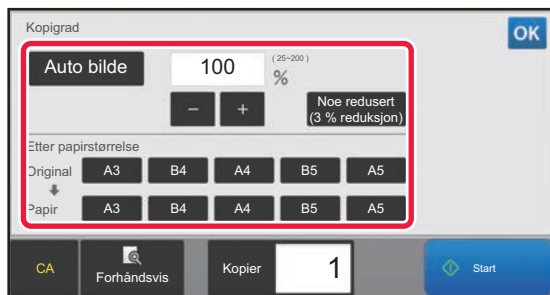 Kopigrad
OK
Auto bilde
100
(25~200)
%
− +
Noe redusert
(3 % reduksjon)
Etter papirstørrelse
Original A3 B4 A4 B5 A5
Papir A3 B4 A4 B5 A5
CA
Forhåndsvis
Kopier
1
Start